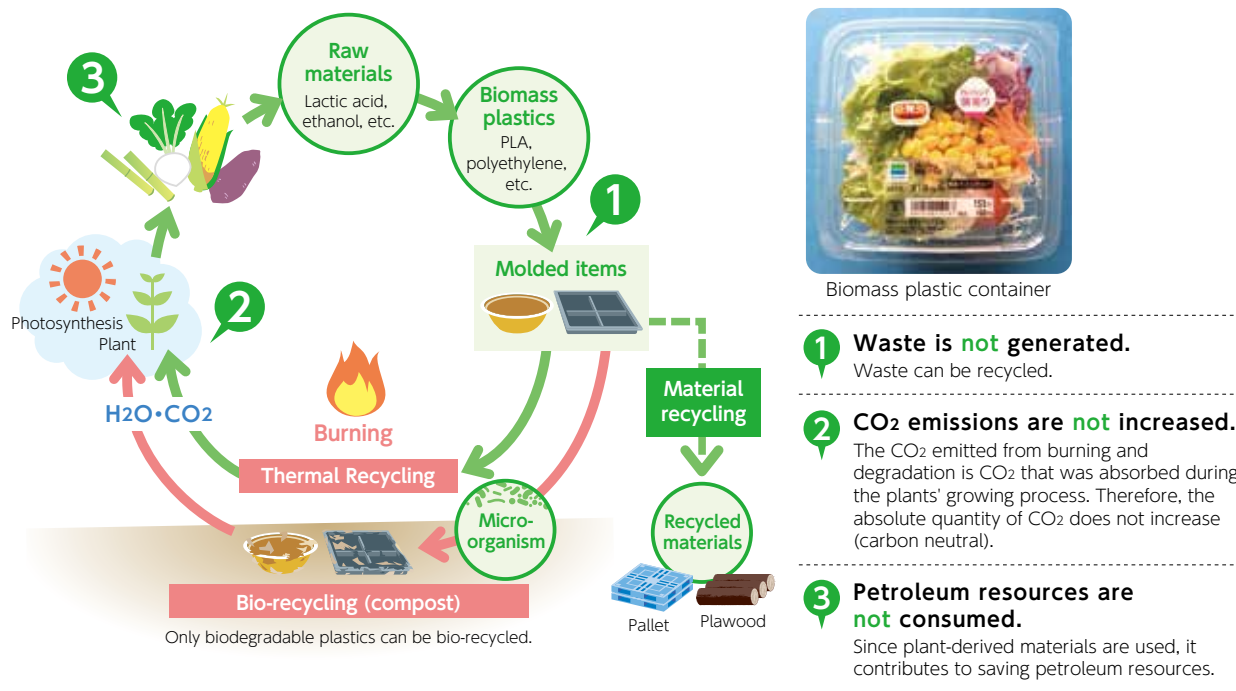 3
Raw
materials
Lactic acid,
ethanol, etc.
Biomass
plastics
PLA,
polyethylene,
etc.
1
Molded items
2
Photosynthesis
Plant
H2O・CO2
Burning
Thermal Recycling
Micro-
organism
Bio-recycling (compost)
Only biodegradable plastics can be bio-recycled.
Material
recycling
Recycled
materials
Pallet
Plawood
Biomass plastic container
1
Waste is not generated.
Waste can be recycled.
2
CO2 emissions are not increased.
The CO2 emitted from burning and
degradation is CO2 that was absorbed during
the plants' growing process. Therefore, the
absolute quantity of CO2 does not increase
(carbon neutral).
3
Petroleum resources are
not consumed.
Since plant-derived materials are used, it
contributes to saving petroleum resources.